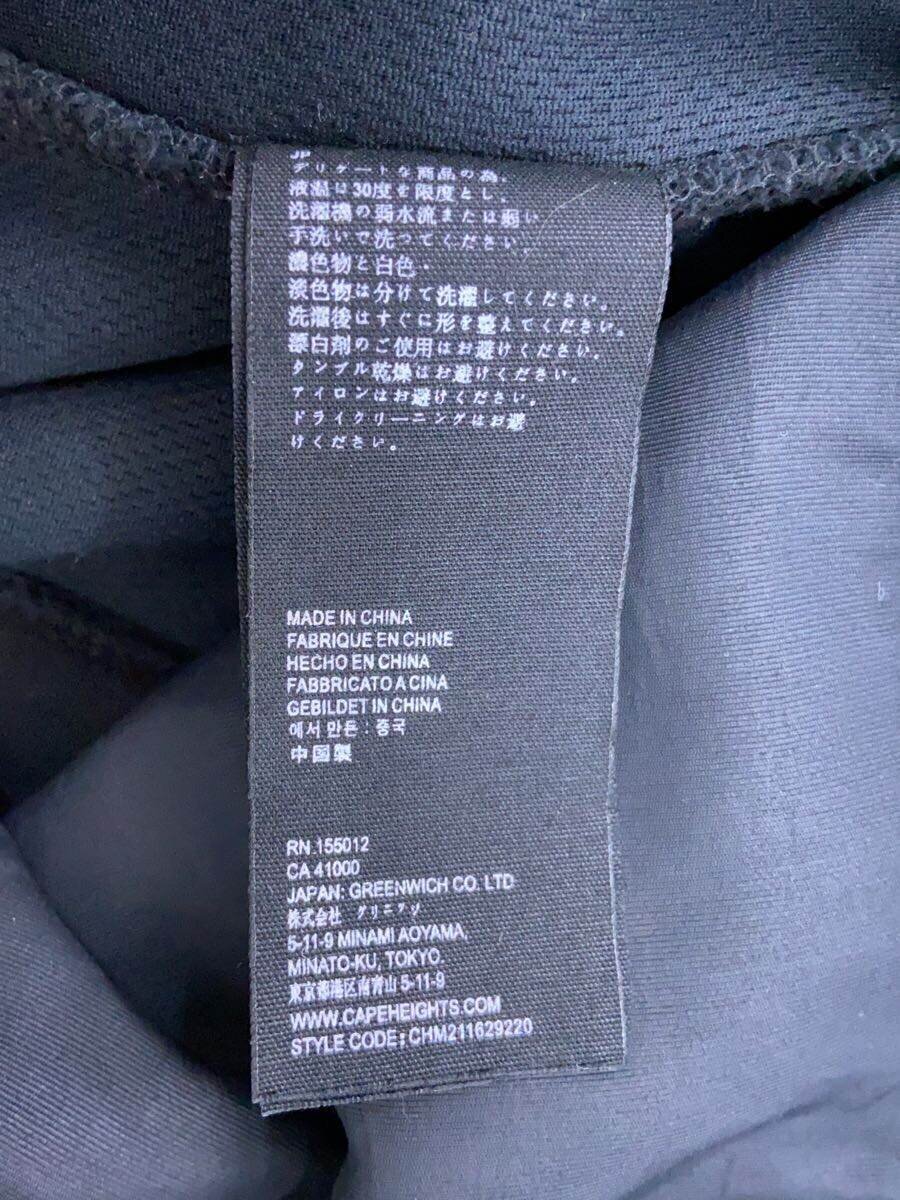 JP
デリゲートな商品の為、
液温は30度を限度とし、
洗濯機の弱水流または弱い
手洗いで洗ってください。
濃色物と白色・
淡色物は分けて洗濯してください。
洗濯後はすぐに形を整えてください。
漂白剤のご使用はお避けください。
タンブル乾燥はお避けください。
アイロンはお避けください。
ドライクリーニングはお避
けください。
MADE IN CHINA
FABRIQUE EN CHINE
HECHO EN CHINA
FABBRICATO A CINA
GEBILDET IN CHINA
에서 만든 : 중국
中国製
RN 155012
CA 41000
JAPAN: GREENWICH CO. LTD
株式会社
5-11-9 MINAMI AOYAMA,
MINATO-KU, TOKYO
東京都港区南青山 5-11-9
WWW.CAPEHEIGHTS.COM
STYLE CODE: CHM211629220